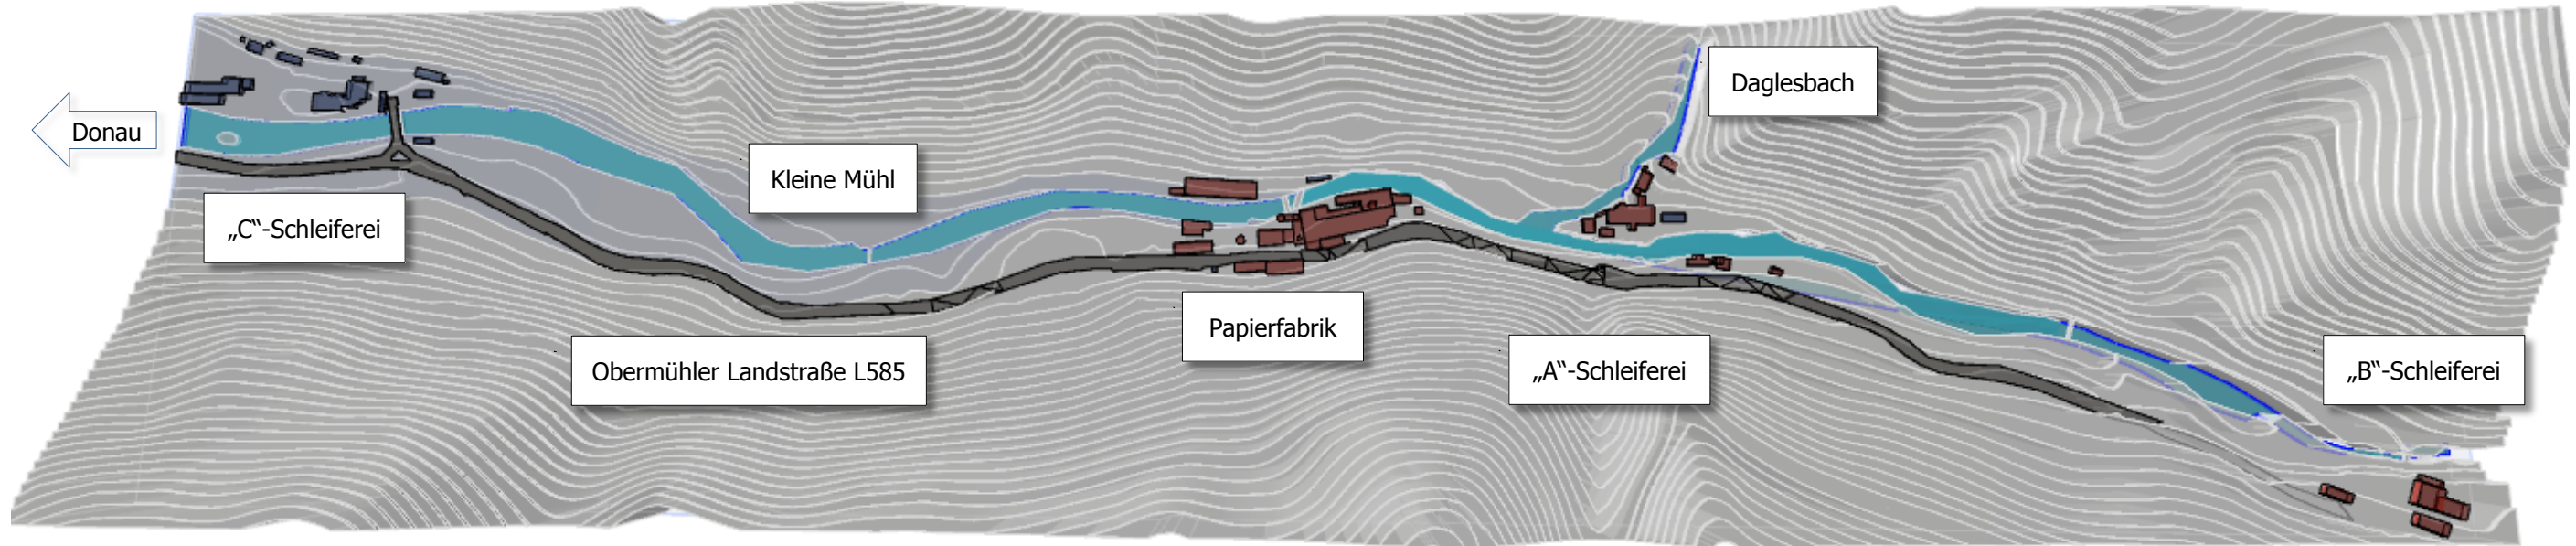 Daglesbach
Donau
Kleine Mühl
„C“-Schleiferei
Papierfabrik
Obermühler Landstraße L585
„A“-Schleiferei
„B“-Schleiferei